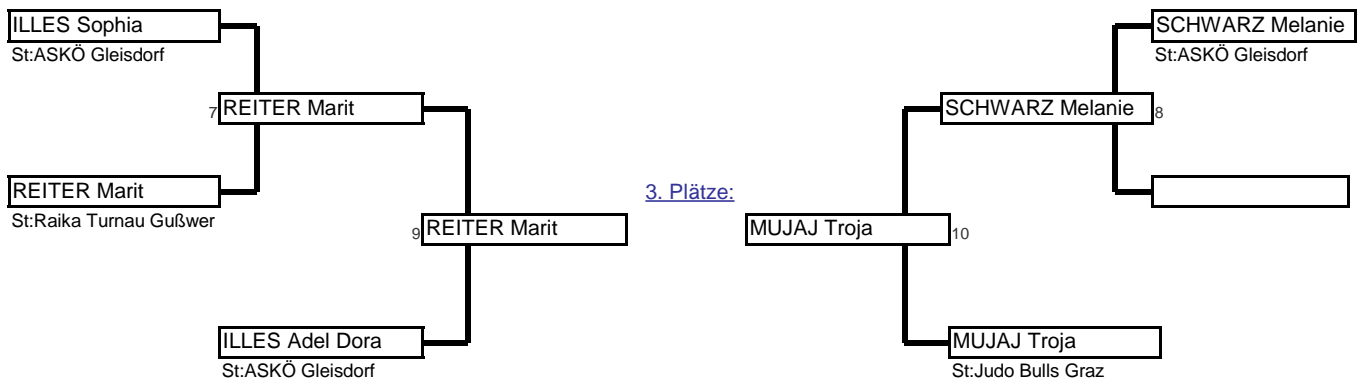 ILLES Sophia
St:ASKÖ Gleisdorf
7 REITER Marit
REITER Marit
St:Raika Turnau Gußwer
9 REITER Marit
ILLES Adel Dora
St:ASKÖ Gleisdorf
3. Plätze:
SCHWARZ Melanie
St:ASKÖ Gleisdorf
SCHWARZ Melanie 8
MUJAJ Troja 10
MUJAJ Troja
St:Judo Bulls Graz